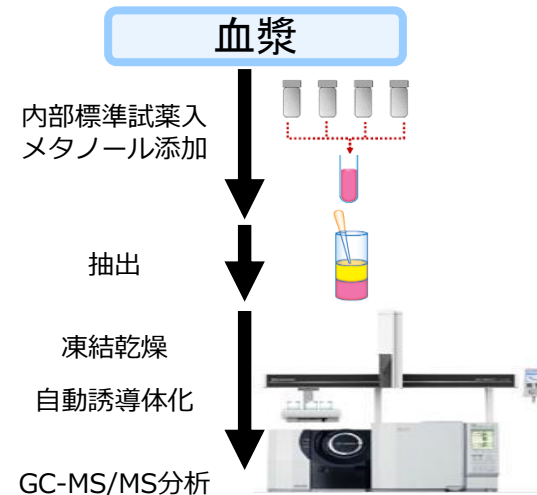 血漿
内部標準試薬入
メタノール添加
抽出
凍結乾燥
自動誘導体化
GC-MS/MS分析